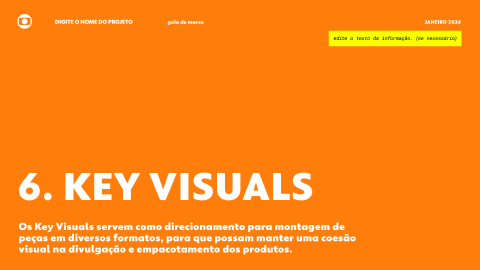 DIGITE O NOME DO PROJETO
guia de marca
JANEIRO 2024
edite o texto da informação. (se necessário)
6. KEY VISUALS
Os Key Visuals servem como direcionamento para montagem de
peças em diversos formatos, para que possam manter uma coesão
visual na divulgação e empacotamento dos produtos.